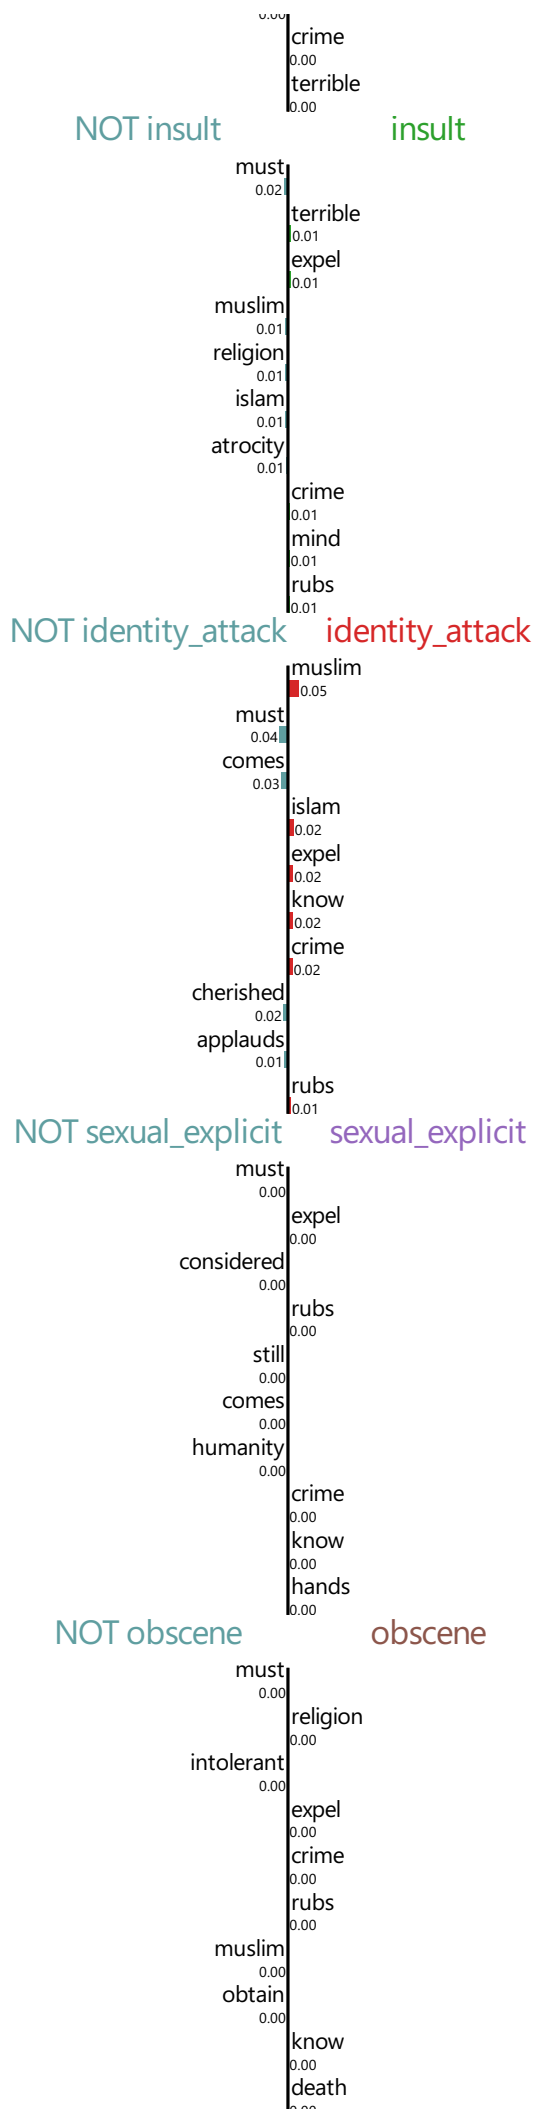 0.00
crime
0.00
terrible
0.00
NOT insult insult
must
0.02
terrible
0.01
expel
0.01
muslim
0.01
religion
0.01
islam
0.01
atrocity
0.01
crime
0.01
mind
0.01
rubs
0.01
NOT identity_attack identity_attack
muslim
0.05
must
0.04
comes
0.03
islam
0.02
expel
0.02
know
0.02
crime
0.02
cherished
0.02
applauds
0.01
rubs
0.01
NOT sexual_explicit sexual_explicit
must
0.00
expel
0.00
considered
0.00
rubs
0.00
still
0.00
comes
0.00
humanity
0.00
crime
0.00
know
0.00
hands
0.00
NOT obscene obscene
must
0.00
religion
0.00
intolerant
0.00
expel
0.00
crime
0.00
rubs
0.00
muslim
0.00
obtain
0.00
know
0.00
death
0.00